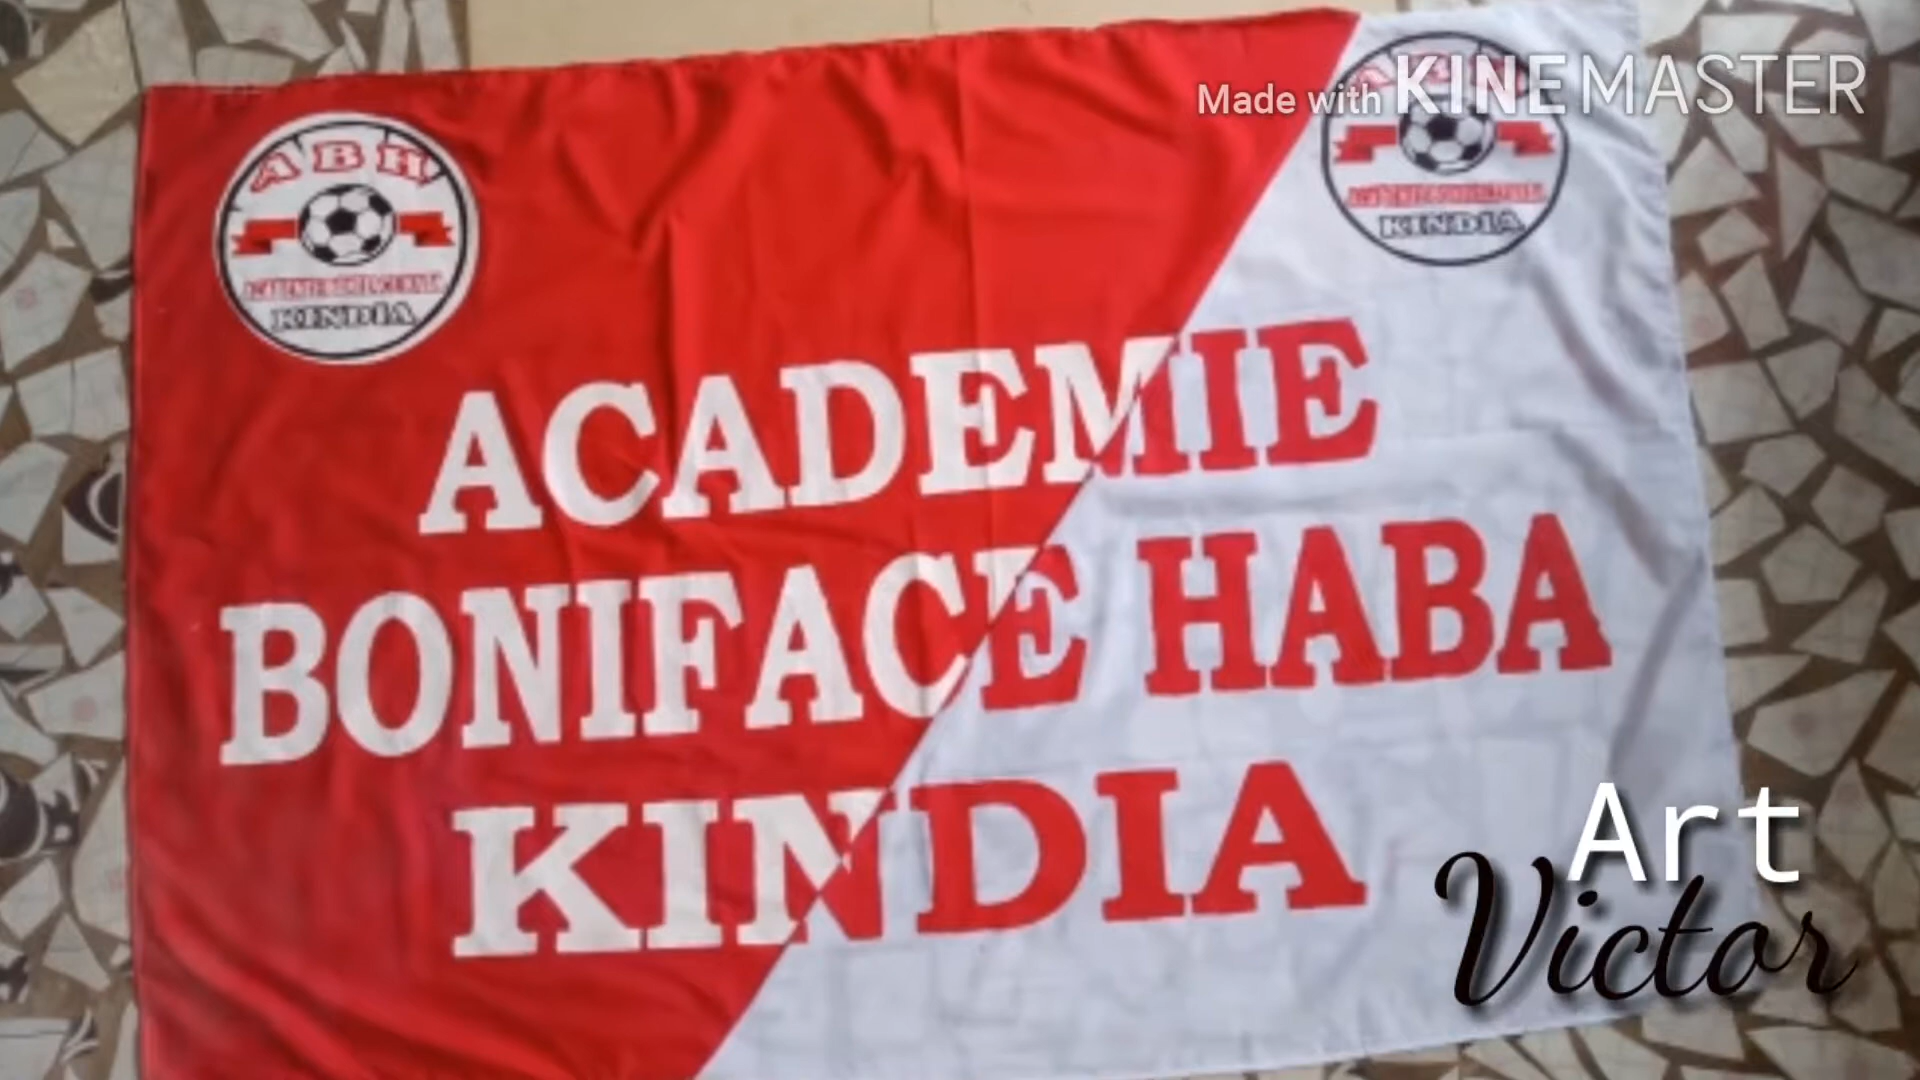 Made with KINEMASTER
ABH
KINDIA
KINDIA
ACADEMIE
BONIFACE HABA
KINDIA
Art
Victor